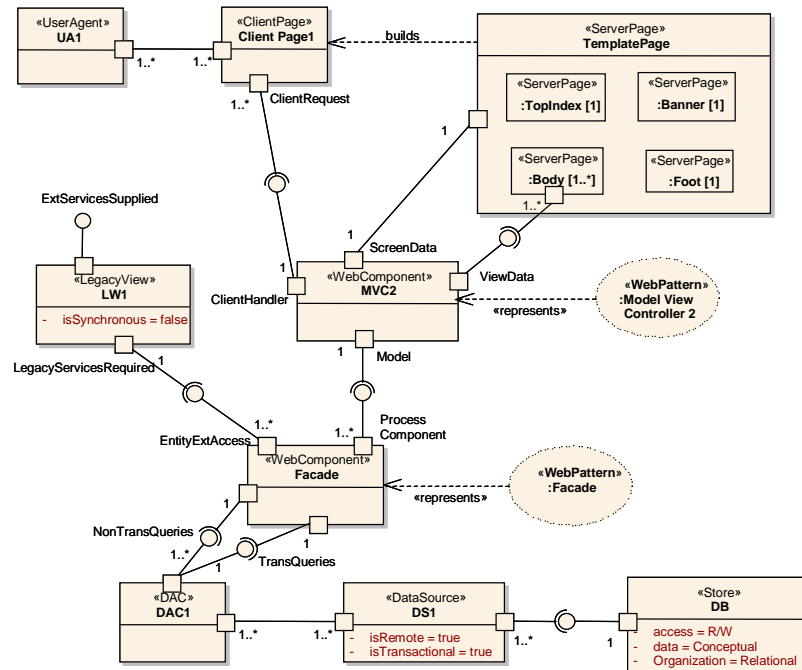 «UserAgent»
UA1
1..*
1..*
«ClientPage»
Client Page1
builds
«ServerPage»
TemplatePage
«ServerPage»
:TopIndex [1]
«ServerPage»
:Banner [1]
«ServerPage»
:Body [1..*]
«ServerPage»
:Foot [1]
1..*
ClientRequest
1
1..*
ExtServicesSupplied
«LegacyView»
LW1
- isSynchronous = false
1
ScreenData
1
ClientHandler
«WebComponent»
MVC2
ViewData
«represents»
«WebPattern»
:Model View
Controller 2
LegacyServicesRequired
1
1
Model
1..*
EntityExtAccess
1..*
Process
Component
«WebComponent»
Facade
«represents»
«WebPattern»
:Facade
1
NonTransQueries
1..*
1
TransQueries
1
«DAC»
DAC1
1..*
1..*
«DataSource»
DS1
- isRemote = true
- isTransactional = true
1..*
1
«Store»
DB
- access = R/W
- data = Conceptual
- Organization = Relational